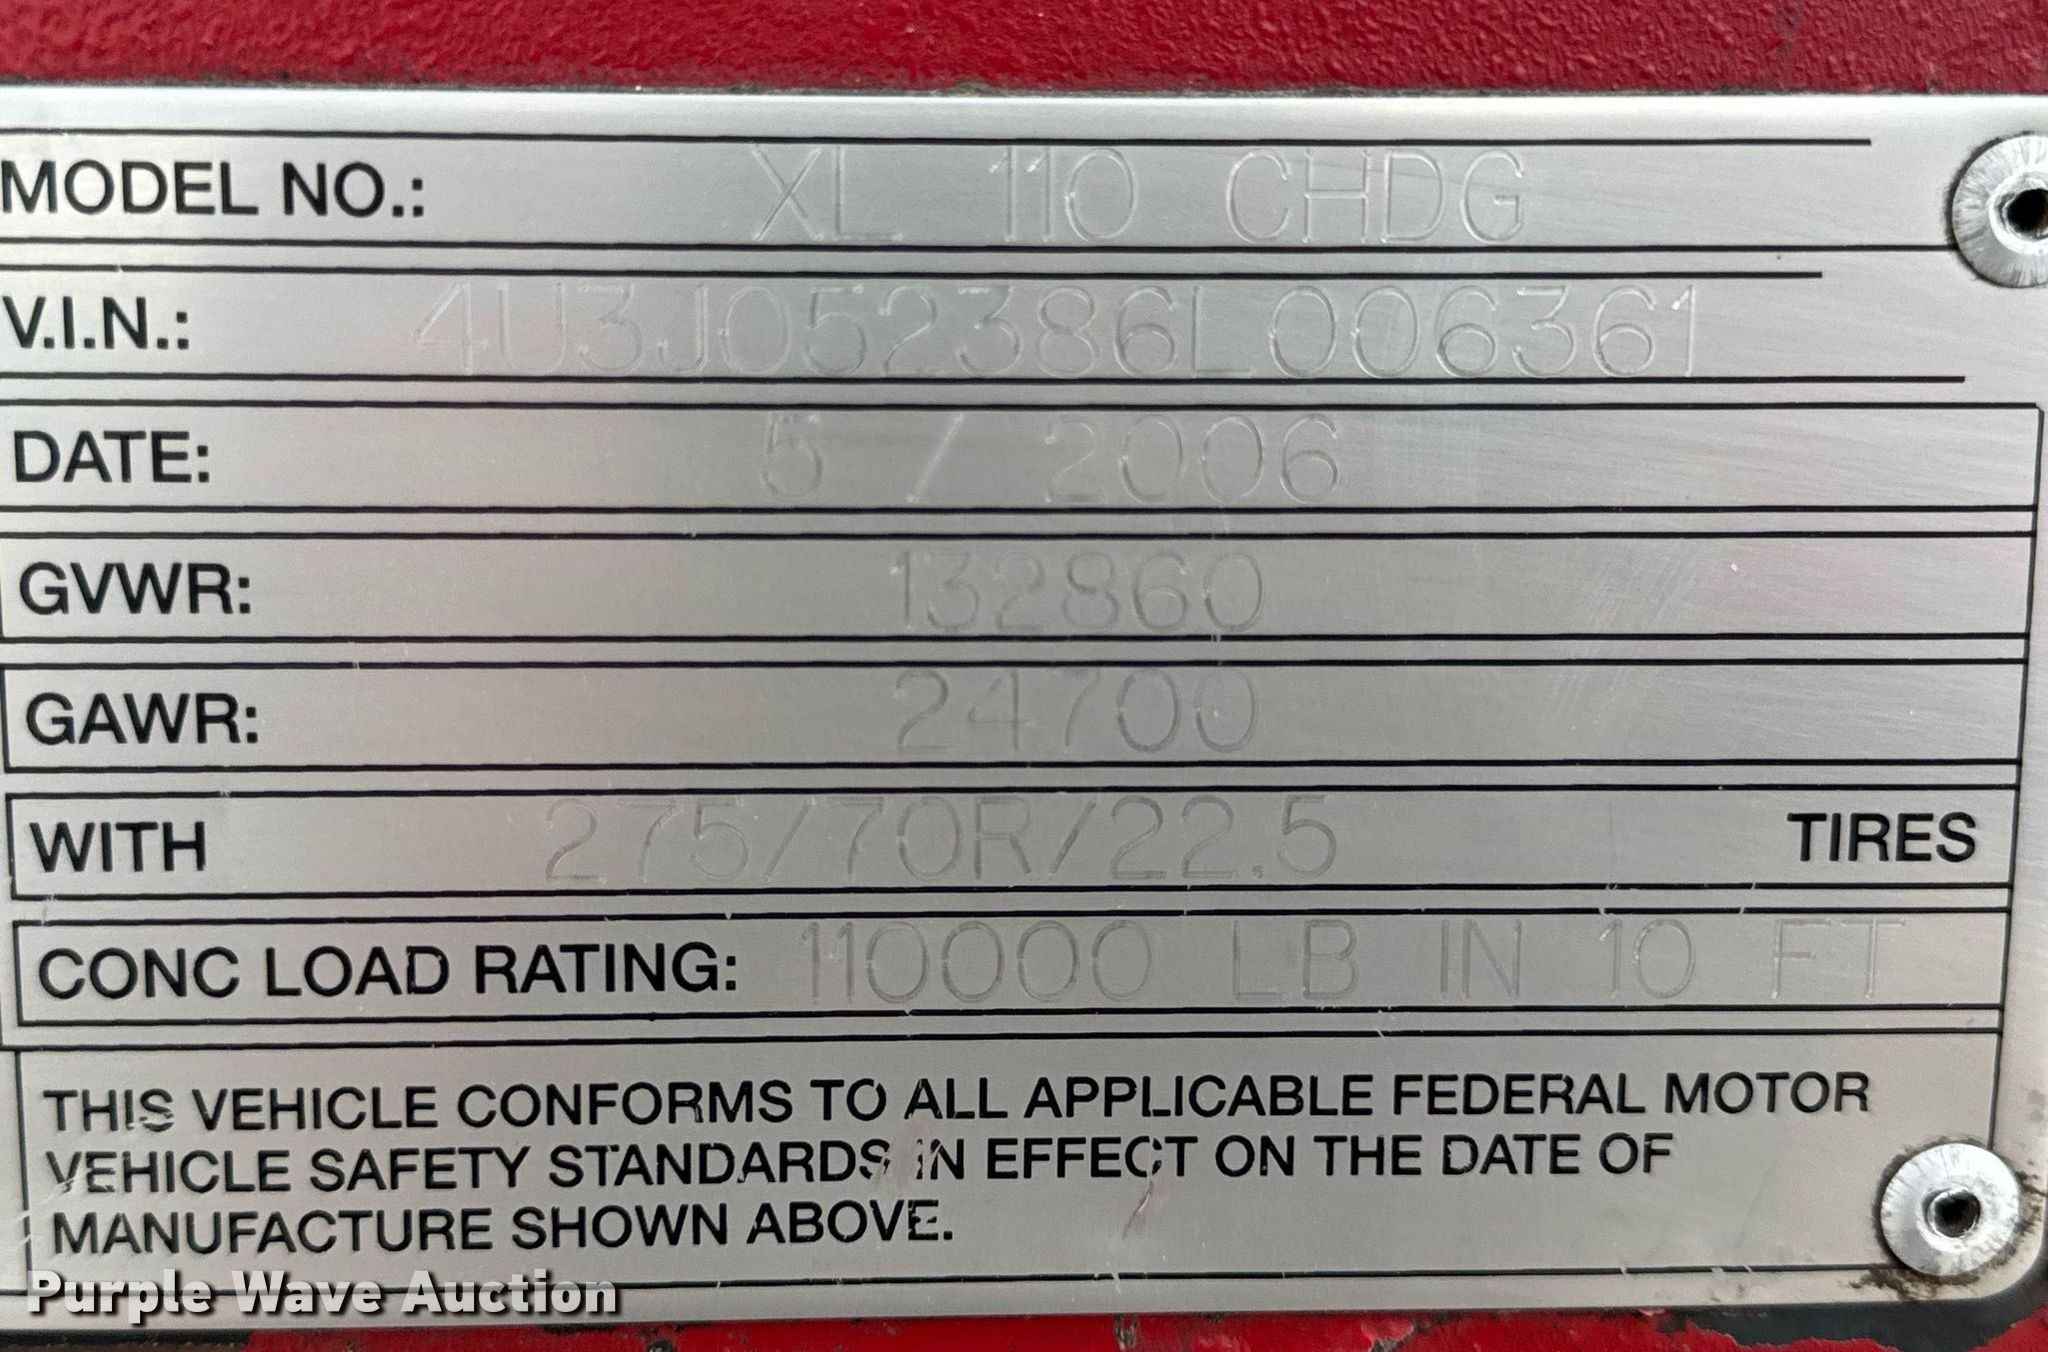 MODEL NO.: XL 110 CHDG
V.I.N.: 4U3J052386L006361
DATE: 5 / 2006
GVWR: 132860
GAWR: 24700
WITH 275/70R/22.5 TIRES
CONC LOAD RATING: 110000 LB IN 10 FT
THIS VEHICLE CONFORMS TO ALL APPLICABLE FEDERAL MOTOR
VEHICLE SAFETY STANDARDS IN EFFECT ON THE DATE OF
MANUFACTURE SHOWN ABOVE.
Purple Wave Auction